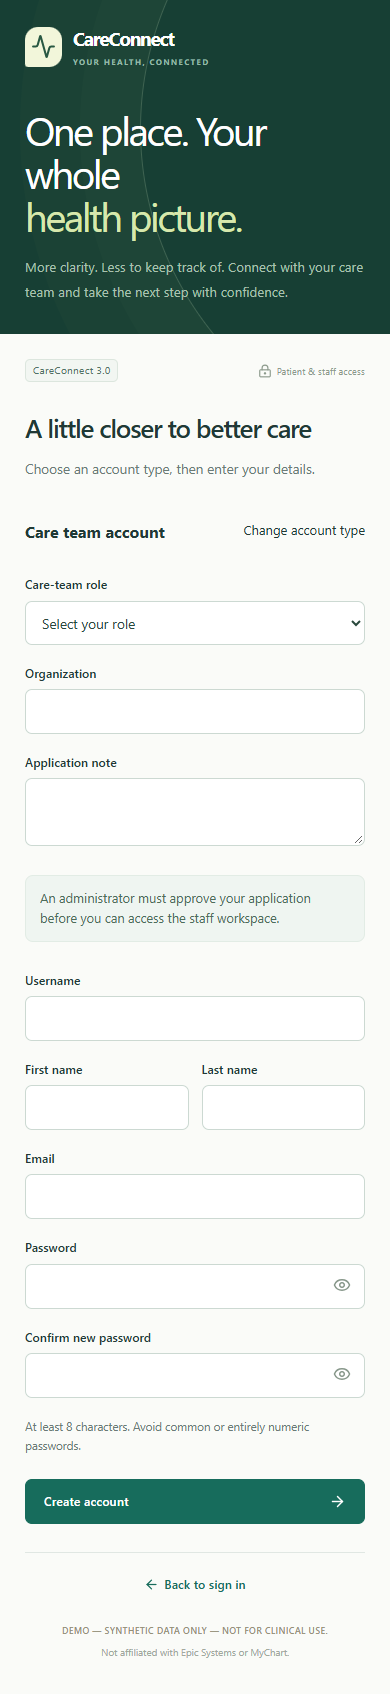 CareConnect
YOUR HEALTH, CONNECTED
One place. Your
whole
health picture.
More clarity. Less to keep track of. Connect with your care
team and take the next step with confidence.
CareConnect 3.0
Patient & staff access
A little closer to better care
Choose an account type, then enter your details.
Care team account
Change account type
Care-team role
Select your role
Organization
Application note
An administrator must approve your application
before you can access the staff workspace.
Username
First name
Last name
Email
Password
Confirm new password
At least 8 characters. Avoid common or entirely numeric
passwords.
Create account →
← Back to sign in
DEMO — SYNTHETIC DATA ONLY — NOT FOR CLINICAL USE.
Not affiliated with Epic Systems or MyChart.